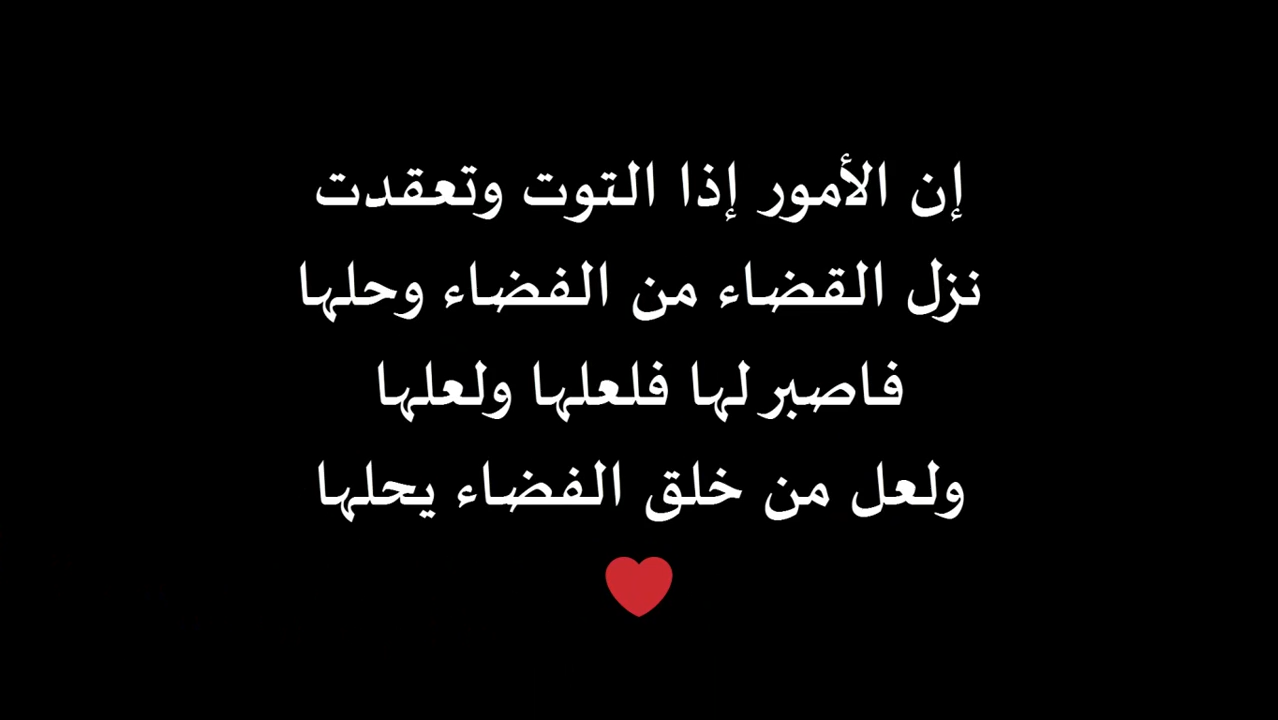 إن الأمور إذا التوت وتعقدت
نزل القضاء من الفضاء وحلها
فاصبر لها فلعلها ولعلها
ولعل من خلق الفضاء يحلها